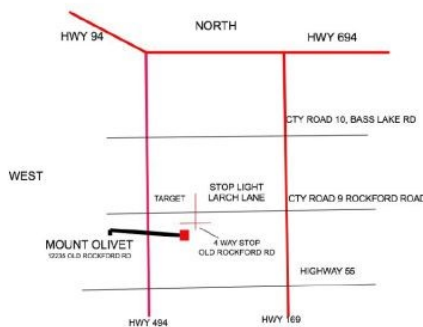 NORTH
HWY 94
HWY 694
CTY ROAD 10, BASS LAKE RD
WEST
STOP LIGHT
LARCH LANE
TARGET
CTY ROAD 9 ROCKFORD ROAD
MOUNT OLIVET
12235 OLD ROCKFORD RD
4 WAY STOP
OLD ROCKFORD RD
HIGHWAY 55
HWY 494
HWY 169